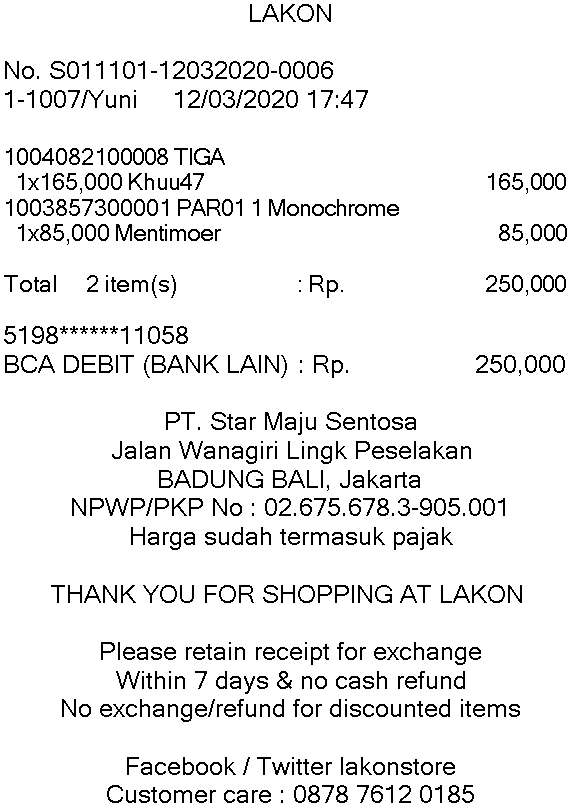 LAKON
No. S011101-12032020-0006
1-1007/Yuni 12/03/2020 17:47
1004082100008 TIGA
1x165,000 Khuu47 165,000
1003857300001 PAR01 1 Monochrome
1x85,000 Mentimoer 85,000
Total 2 item(s) : Rp. 250,000
5198******11058
BCA DEBIT (BANK LAIN) : Rp. 250,000
PT. Star Maju Sentosa
Jalan Wanagiri Lingk Peselakan
BADUNG BALI, Jakarta
NPWP/PKP No : 02.675.678.3-905.001
Harga sudah termasuk pajak
THANK YOU FOR SHOPPING AT LAKON
Please retain receipt for exchange
Within 7 days & no cash refund
No exchange/refund for discounted items
Facebook / Twitter lakonstore
Customer care : 0878 7612 0185